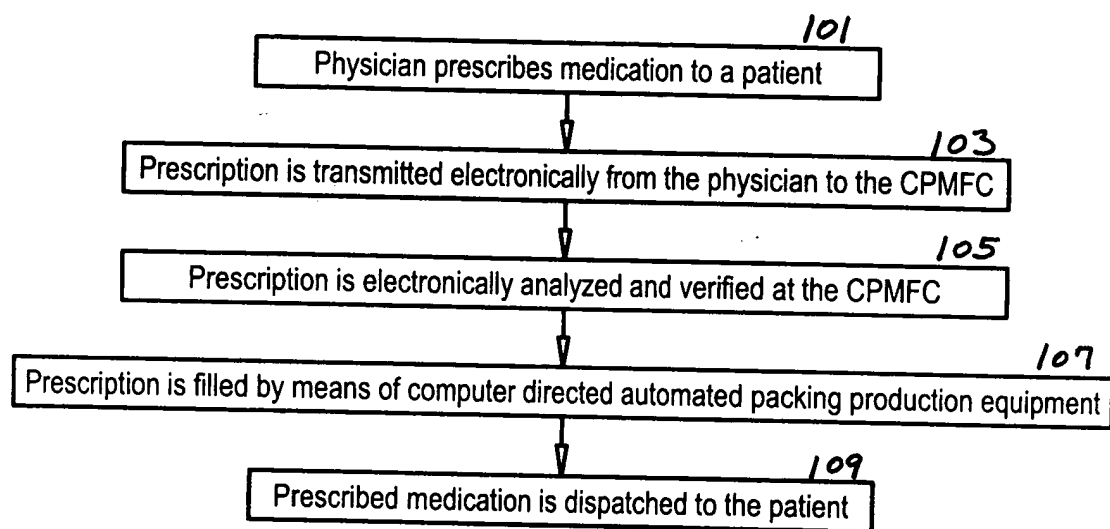 101
Physician prescribes medication to a patient
103
Prescription is transmitted electronically from the physician to the CPMFC
105
Prescription is electronically analyzed and verified at the CPMFC
107
Prescription is filled by means of computer directed automated packing production equipment
109
Prescribed medication is dispatched to the patient